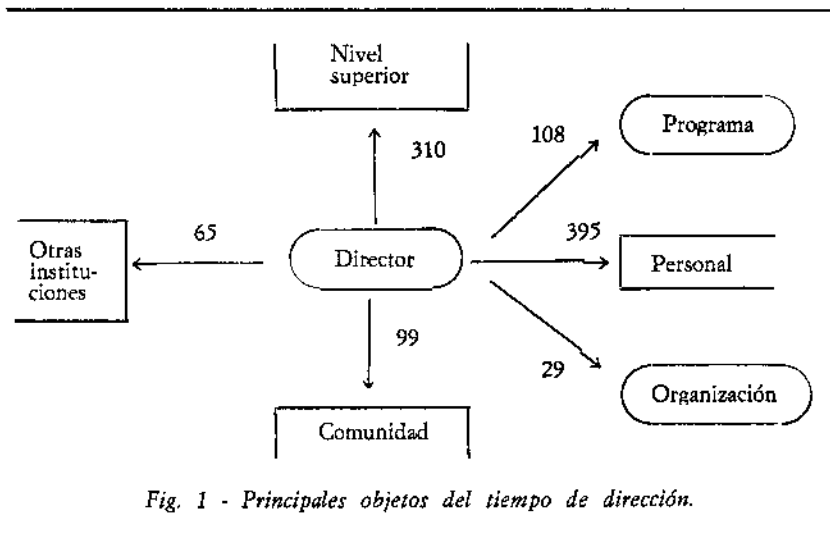 Nivel
superior
Programa
108
310
65
395
Otras
institu-
ciones
Director
Personal
99
29
Organización
Comunidad
Fig. 1 - Principales objetos del tiempo de dirección.